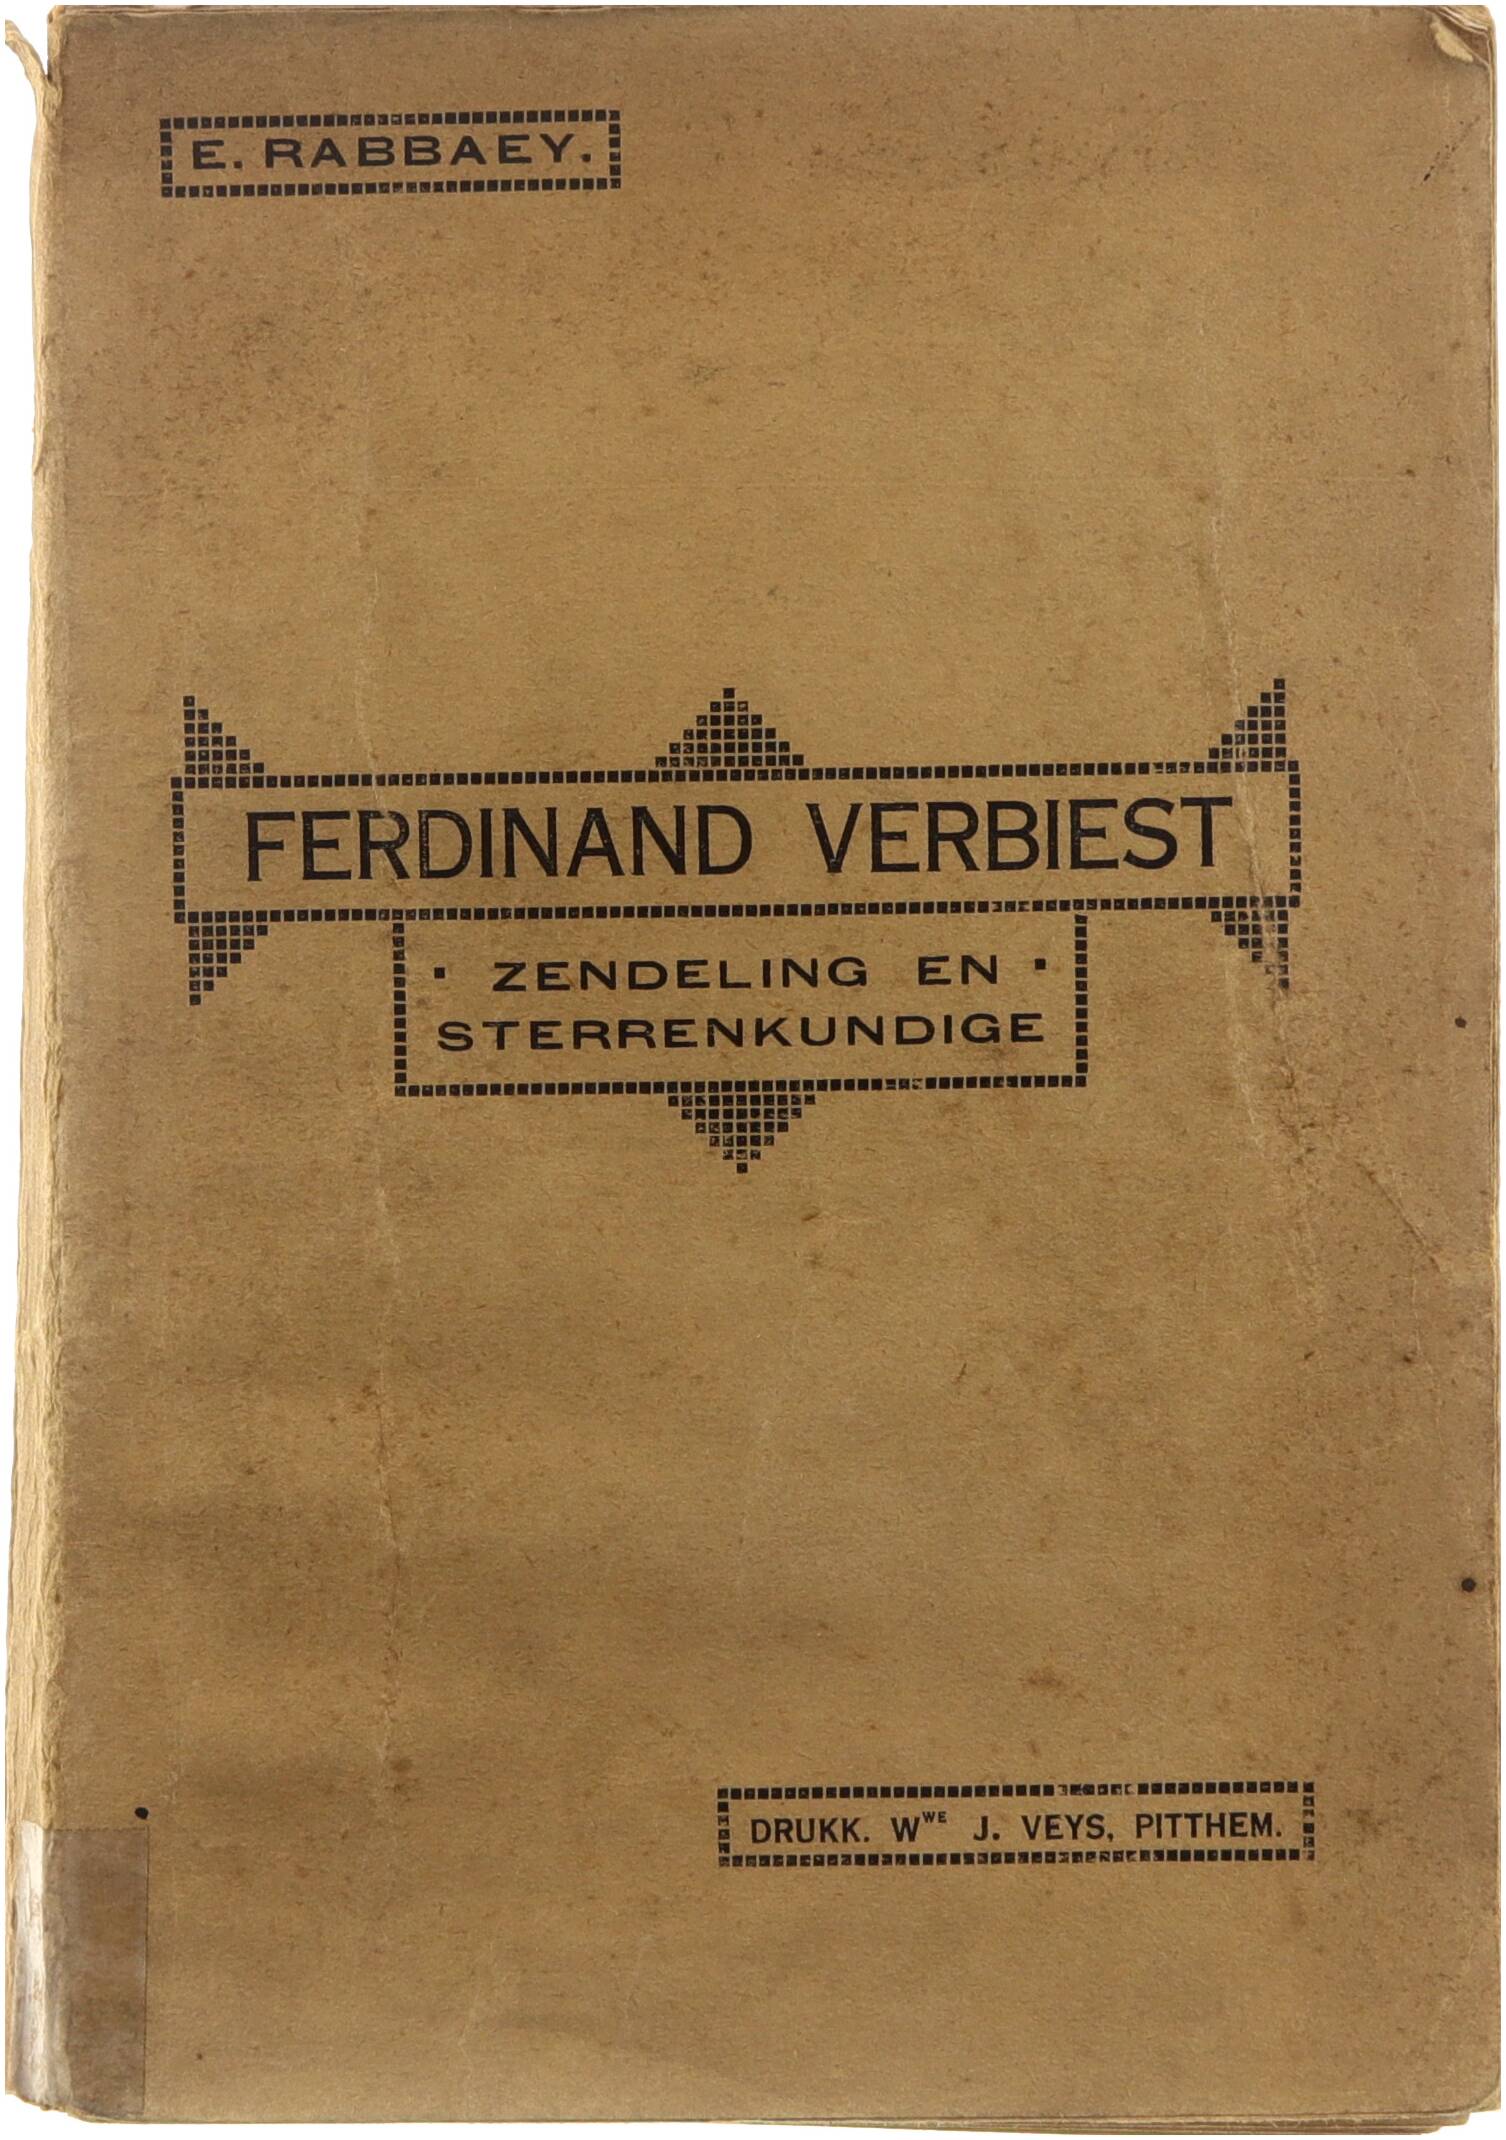 E. RABBAEY.
FERDINAND VERBIEST
· ZENDELING EN ·
STERRENKUNDIGE
DRUKK. Wᵂᴱ J. VEYS, PITTHEM.